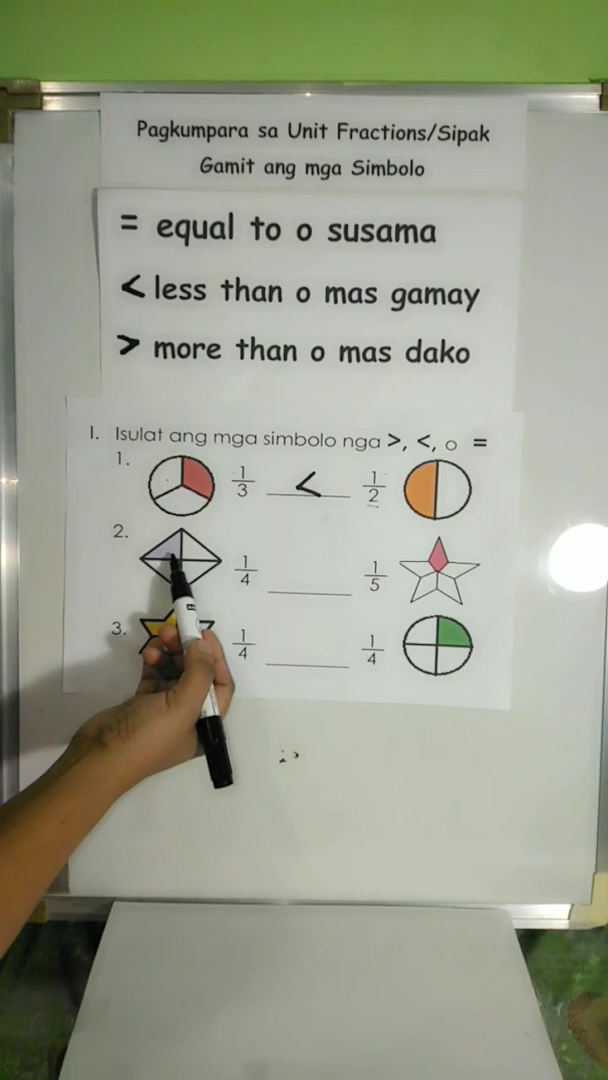 Pagkumpara sa Unit Fractions/Sipak
Gamit ang mga Simbolo
= equal to o susama
< less than o mas gamay
> more than o mas dako
I. Isulat ang mga simbolo nga >, <, o =
1. 1/3 < 1/2
2. 1/4 ______ 1/5
3. 1/4 ______ 1/4